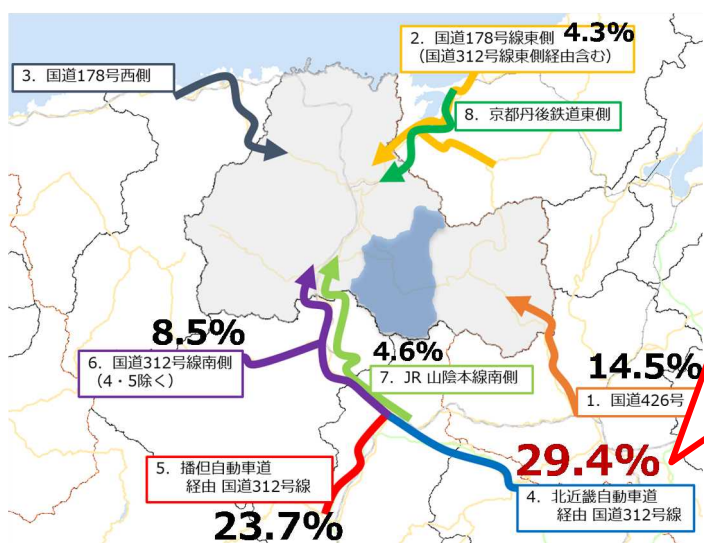 2. 国道178号線東側 4.3%
（国道312号線東側経由含む）
3. 国道178号西側
8. 京都丹後鉄道東側
8.5%
6. 国道312号線南側
（4・5除く）
4.6%
7. JR 山陰本線南側
14.5%
1. 国道426号
5. 播但自動車道
経由 国道312号線
23.7%
29.4%
4. 北近畿自動車道
経由 国道312号線